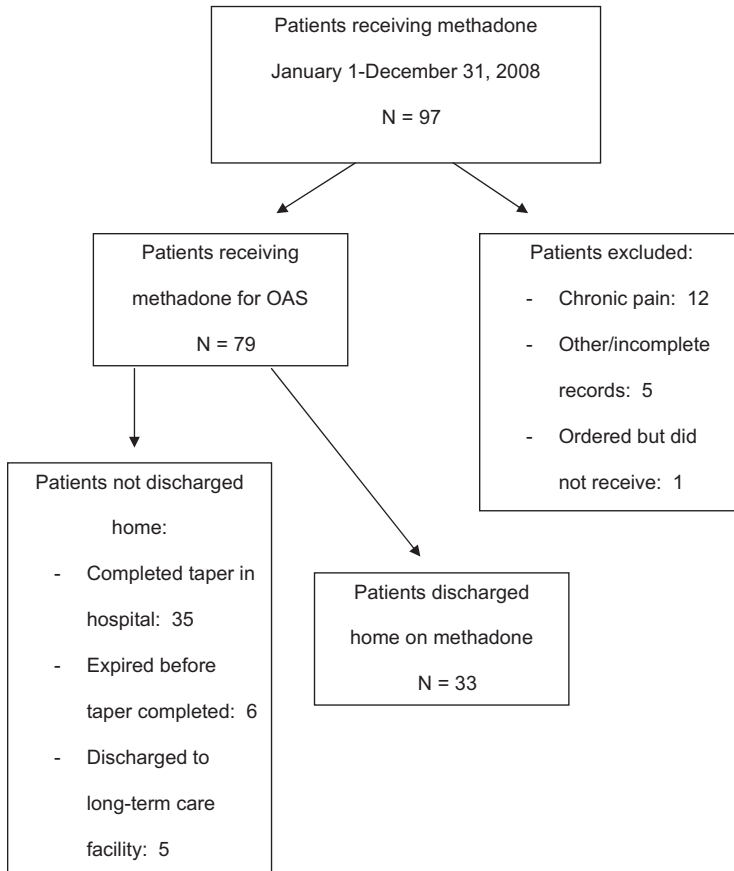 Patients receiving methadone
January 1-December 31, 2008
N = 97
Patients receiving
methadone for OAS
N = 79
Patients excluded:
- Chronic pain: 12
- Other/incomplete
records: 5
- Ordered but did
not receive: 1
Patients not discharged
home:
- Completed taper in
hospital: 35
- Expired before
taper completed: 6
- Discharged to
long-term care
facility: 5
Patients discharged
home on methadone
N = 33